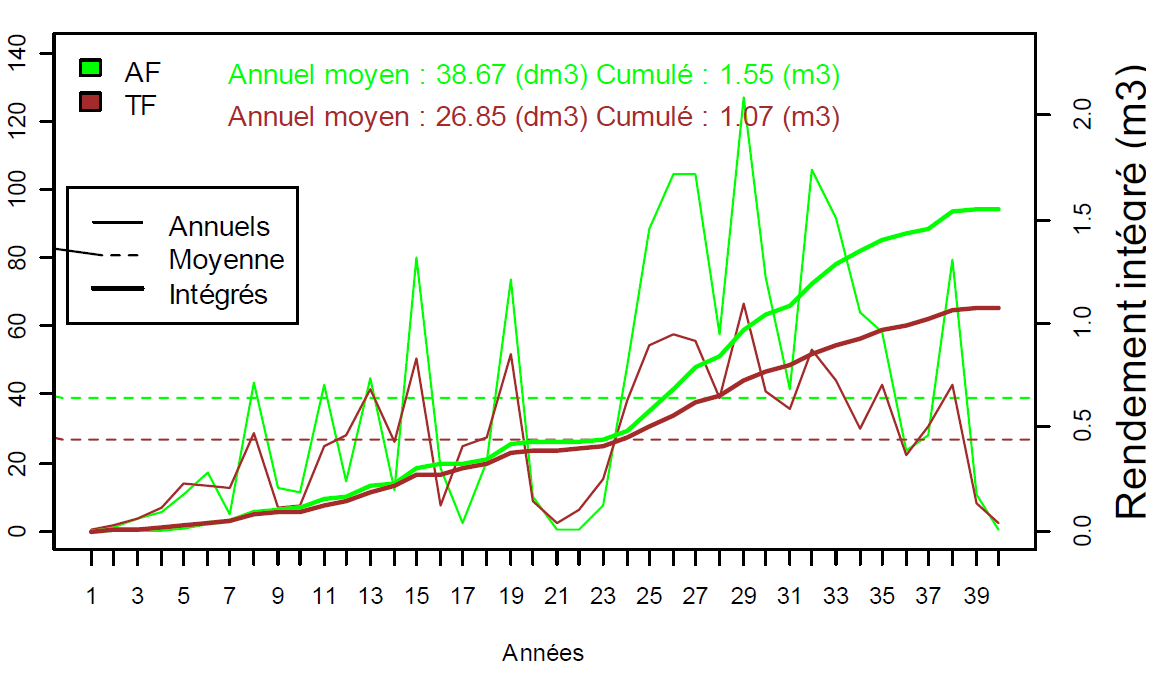 AF
Annuel moyen : 38.67 (dm3) Cumulé : 1.55 (m3)
TF
Annuel moyen : 26.85 (dm3) Cumulé : 1.07 (m3)
Annuels
Moyenne
Intégrés
140
120
100
80
60
40
20
0
2.0
1.5
1.0
0.5
0.0
Rendement intégré (m3)
1 3 5 7 9 11 13 15 17 19 21 23 25 27 29 31 33 35 37 39
Années